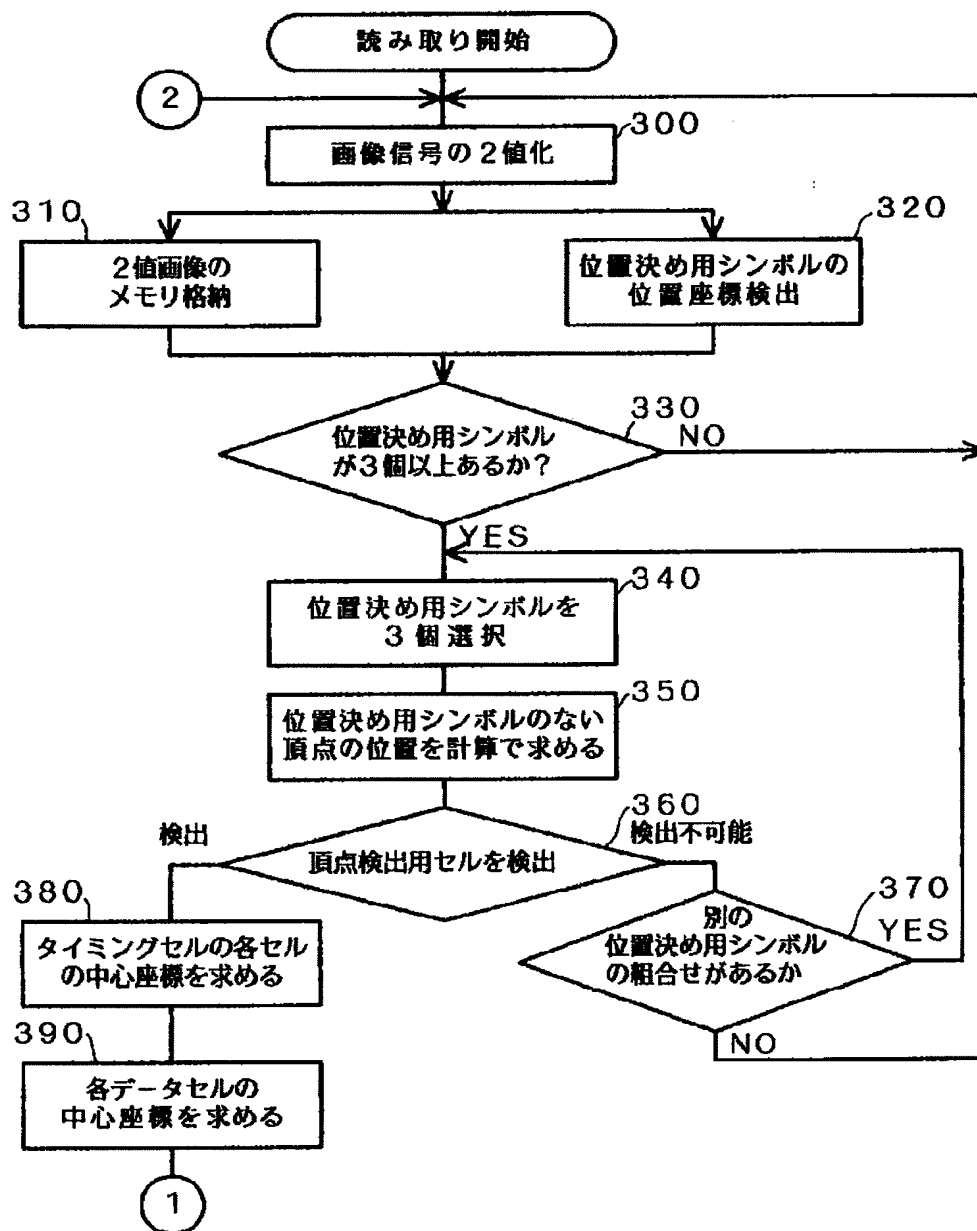 読み取り開始
2
300
画像信号の2値化
310
2値画像の
メモリ格納
320
位置決め用シンボルの
位置座標検出
330
位置決め用シンボル
が3個以上あるか?
NO
YES
340
位置決め用シンボルを
3個選択
350
位置決め用シンボルのない
頂点の位置を計算で求める
360
検出
検出不可能
頂点検出用セルを検出
370
別の
位置決め用シンボル
の組合せがあるか
YES
NO
380
タイミングセルの各セル
の中心座標を求める
390
各データセルの
中心座標を求める
1